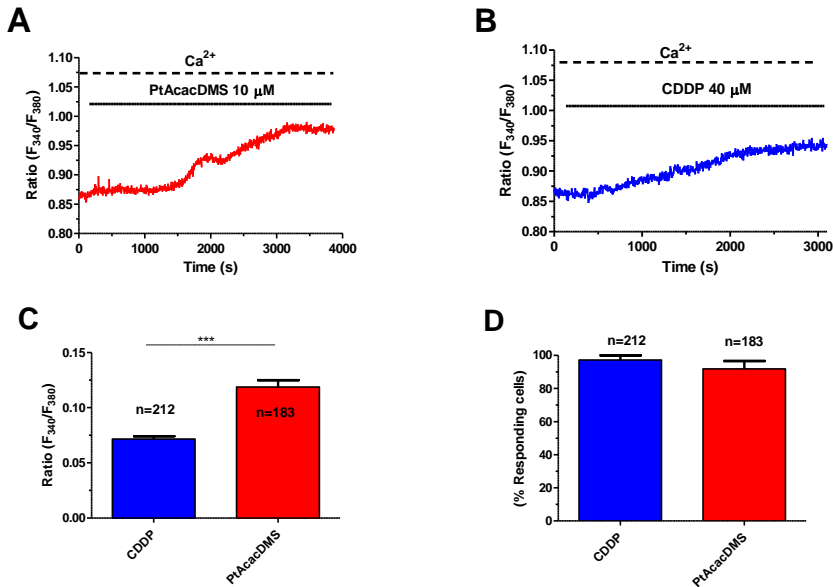 A
1.10
1.05
1.00
0.95
0.90
0.85
0.80
Ratio (F340/F380)
Ca2+
PtAcacDMS 10 µM
0 1000 2000 3000 4000
Time (s)
B
1.10
1.05
1.00
0.95
0.90
0.85
0.80
Ratio (F340/F380)
Ca2+
CDDP 40 µM
0 1000 2000 3000
Time (s)
C
***
0.15
0.10
0.05
0.00
Ratio (F340/F380)
n=212
n=183
CDDP
PtAcacDMS
D
n=212
n=183
100
80
60
40
20
0
(% Responding cells)
CDDP
PtAcacDMS